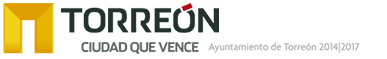 TORREÓN
CIUDAD QUE VENCE
Ayuntamiento de Torreón 2014|2017